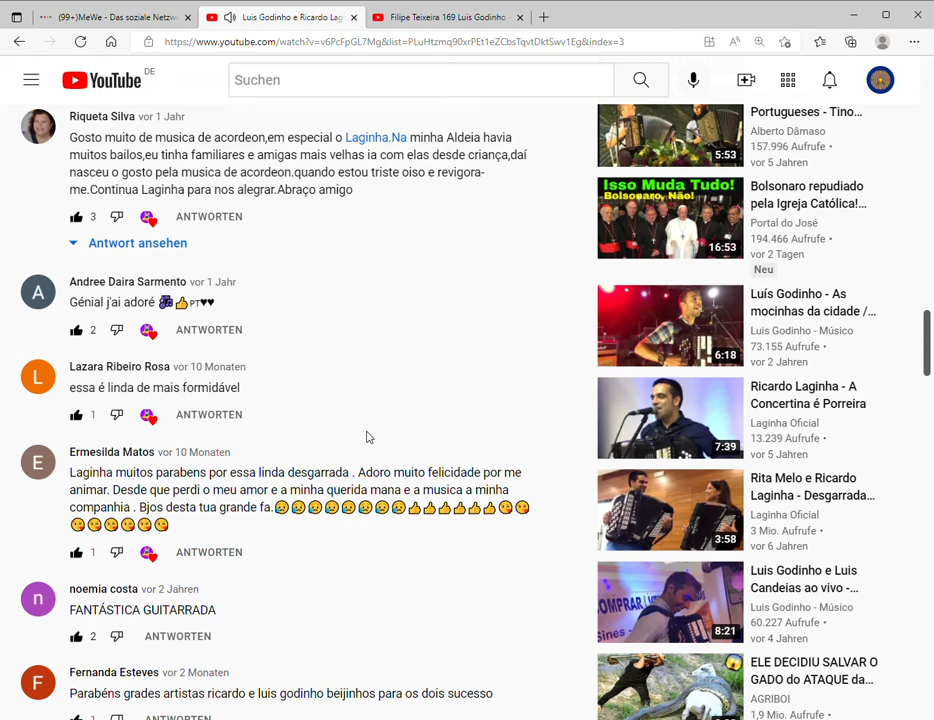 (99+)MeWe - Das soziale Netzw
Luis Godinho e Ricardo Lag
Filipe Teixeira 169 Luis Godinho
https://www.youtube.com/watch?v=v6PcFpGL7Mg&list=PLuHtzmq90xrPEt1eZCbsTqvtDktSwv1Eg&index=3
YouTube DE
Suchen
Riqueta Silva vor 1 Jahr
Gosto muito de musica de acordeon,em especial o Laginha.Na minha Aldeia havia
muitos bailos,eu tinha familiares e amigas mais velhas ia com elas desde criança,daí
nasceu o gosto pela musica de acordeon.quando estou triste oiso e revigora-
me.Continua Laginha para nos alegrar.Abraço amigo
3 ANTWORTEN
Antwort ansehen
A
Andree Daira Sarmento vor 1 Jahr
Génial j'ai adoré 🎆👍PT♥♥
2 ANTWORTEN
L
Lazara Ribeiro Rosa vor 10 Monaten
essa é linda de mais formidável
1 ANTWORTEN
E
Ermesilda Matos vor 10 Monaten
Laginha muitos parabens por essa linda desgarrada . Adoro muito felicidade por me
animar. Desde que perdi o meu amor e a minha querida mana e a musica a minha
companhia . Bjos desta tua grande fa.😥😥😥😥😥😥😥😥👍👍👍👍👍👍😘😘
😘😘😘😘😘😘
1 ANTWORTEN
n
noemia costa vor 2 Jahren
FANTÁSTICA GUITARRADA
2 ANTWORTEN
F
Fernanda Esteves vor 2 Monaten
Parabéns grades artistas ricardo e luis godinho beijinhos para os dois sucesso
1 ANTWORTEN
5:53
Portugueses - Tino...
Alberto Dâmaso
157.996 Aufrufe •
vor 5 Jahren
Isso Muda Tudo!
Bolsonaro, Não!
16:53
Bolsonaro repudiado
pela Igreja Católica!...
Portal do José
194.466 Aufrufe •
vor 2 Tagen
Neu
6:18
Luís Godinho - As
mocinhas da cidade /...
Luis Godinho - Músico
73.155 Aufrufe •
vor 2 Jahren
7:39
Ricardo Laginha - A
Concertina é Porreira
Laginha Oficial
13.239 Aufrufe •
vor 5 Jahren
3:58
Rita Melo e Ricardo
Laginha - Desgarrada...
Laginha Oficial
3 Mio. Aufrufe •
vor 6 Jahren
COMPRAR
Sines -
8:21
Luis Godinho e Luis
Candeias ao vivo -...
Luis Godinho - Músico
60.227 Aufrufe •
vor 4 Jahren
ELE DECIDIU SALVAR O
GADO do ATAQUE da...
AGRIBOI
1,9 Mio. Aufrufe •